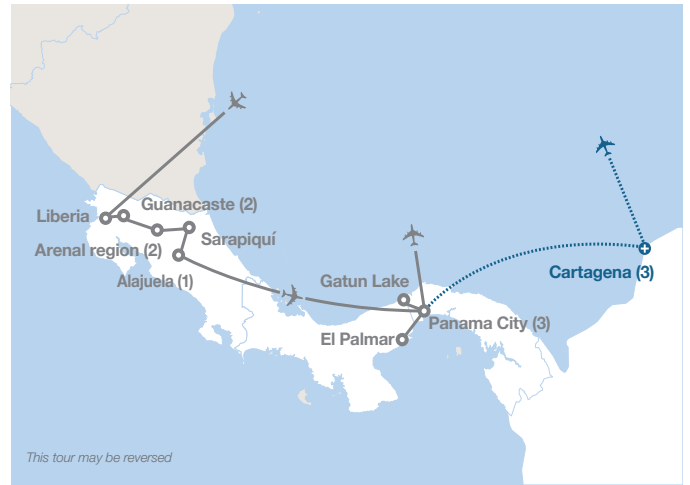 Guanacaste (2)
Liberia
Sarapiquí
Arenal region (2)
Alajuela (1)
Gatun Lake
Cartagena (3)
Panama City (3)
El Palmar
This tour may be reversed